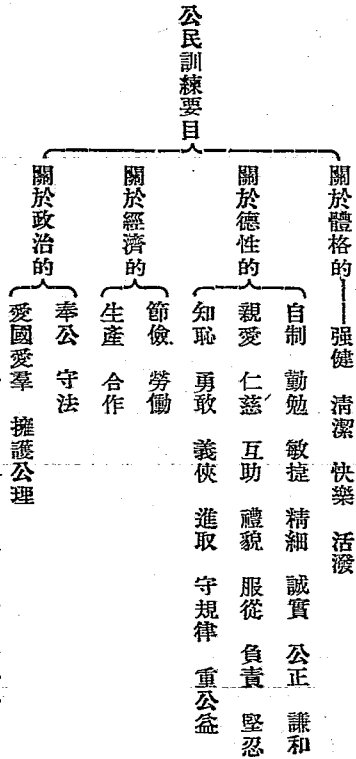 公民訓練要目
關於體格的
强健 清潔 快樂 活潑
關於德性的
自制 勤勉 敏捷 精細 誠實 公正 謙和
親愛 仁慈 互助 禮貌 服從 負責 堅忍
知恥 勇敢 義俠 進取 守規律 重公益
關於經濟的
節儉 勞働
生產 合作
關於政治的
奉公 守法
愛國愛羣 擁護公理